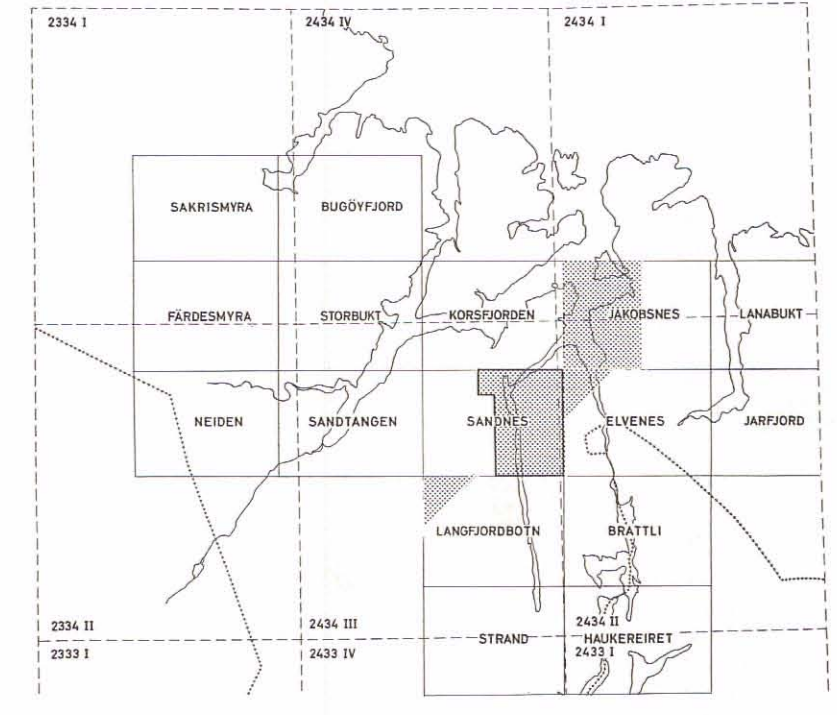 2334 I
2434 IV
2434 I
SAKRISMYRA
BUGÖYFJORD
FÄRDESMYRA
STORBUKT
KORSFJORDEN
JAKOBSNES
LANABUKT
NEIDEN
SANDTANGEN
SANDNES
ELVENES
JARFJORD
LANGFJORDBOTN
BRATTLI
2334 II
2434 III
2434 II
STRAND
HAUKEREIRET
2333 I
2433 IV
2433 I